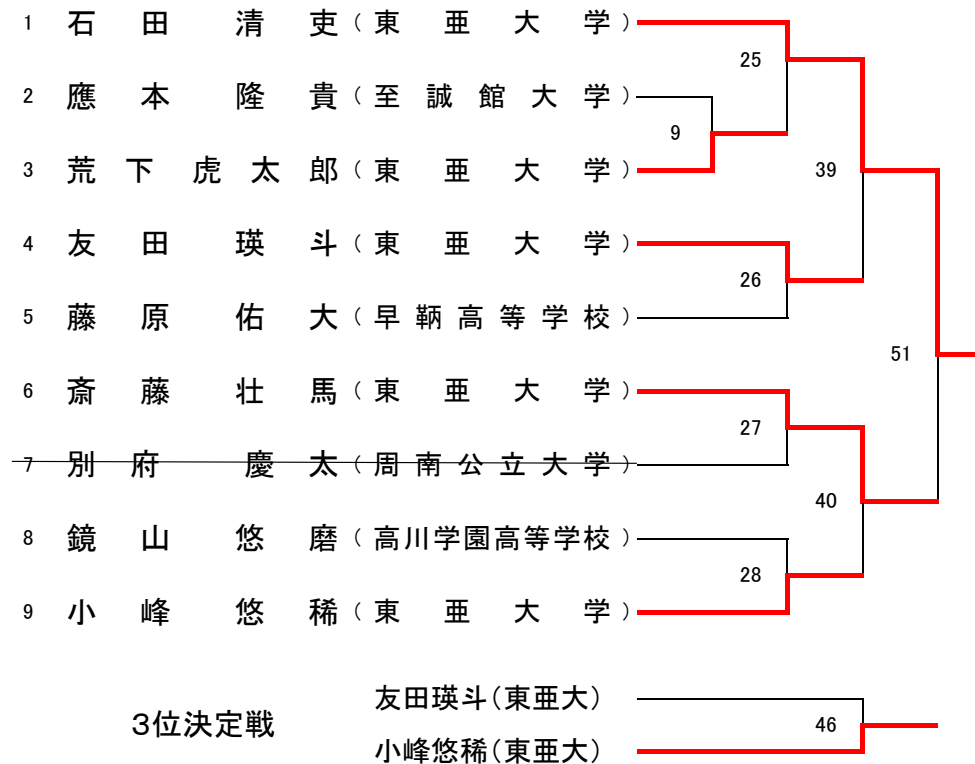 1 石田 清吏（東亜大学）
25
2 應本 隆貴（至誠館大学）
9
3 荒下虎太郎（東亜大学）
39
4 友田 瑛斗（東亜大学）
26
5 藤原 佑大（早鞆高等学校）
51
6 斎藤 壮馬（東亜大学）
27
7 別府 慶太（周南公立大学）
40
8 鏡山 悠磨（高川学園高等学校）
28
9 小峰 悠稀（東亜大学）
友田瑛斗(東亜大)
3位決定戦
46
小峰悠稀(東亜大)